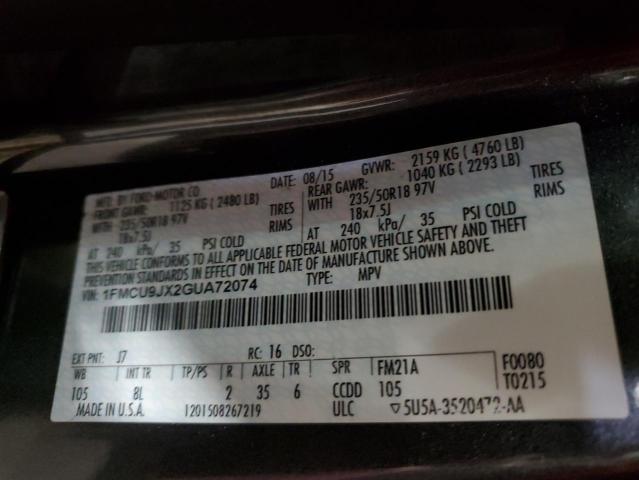 MFD. BY FORD MOTOR CO DATE: 08/15 GVWR: 2159 KG ( 4760 LB)
FRONT GAWR: 1125 KG ( 2480 LB) REAR GAWR: 1040 KG ( 2293 LB)
WITH 235/50R18 97V TIRES WITH 235/50R18 97V TIRES
18x7.5J RIMS 18x7.5J RIMS
AT 240 kPa/ 35 PSI COLD AT 240 kPa/ 35 PSI COLD
THIS VEHICLE CONFORMS TO ALL APPLICABLE FEDERAL MOTOR VEHICLE SAFETY AND THEFT
PREVENTION STANDARDS IN EFFECT ON THE DATE OF MANUFACTURE SHOWN ABOVE.
VIN: 1FMCU9JX2GUA72074 TYPE: MPV
EXT PNT: J7 RC: 16 DSO: F0080
WB INT TR TP/PS R AXLE TR SPR FM21A T0215
105 8L 2 35 6 CCDD 105
MADE IN U.S.A. 1201508267219 ULC ▽5U5A-3520472-AA